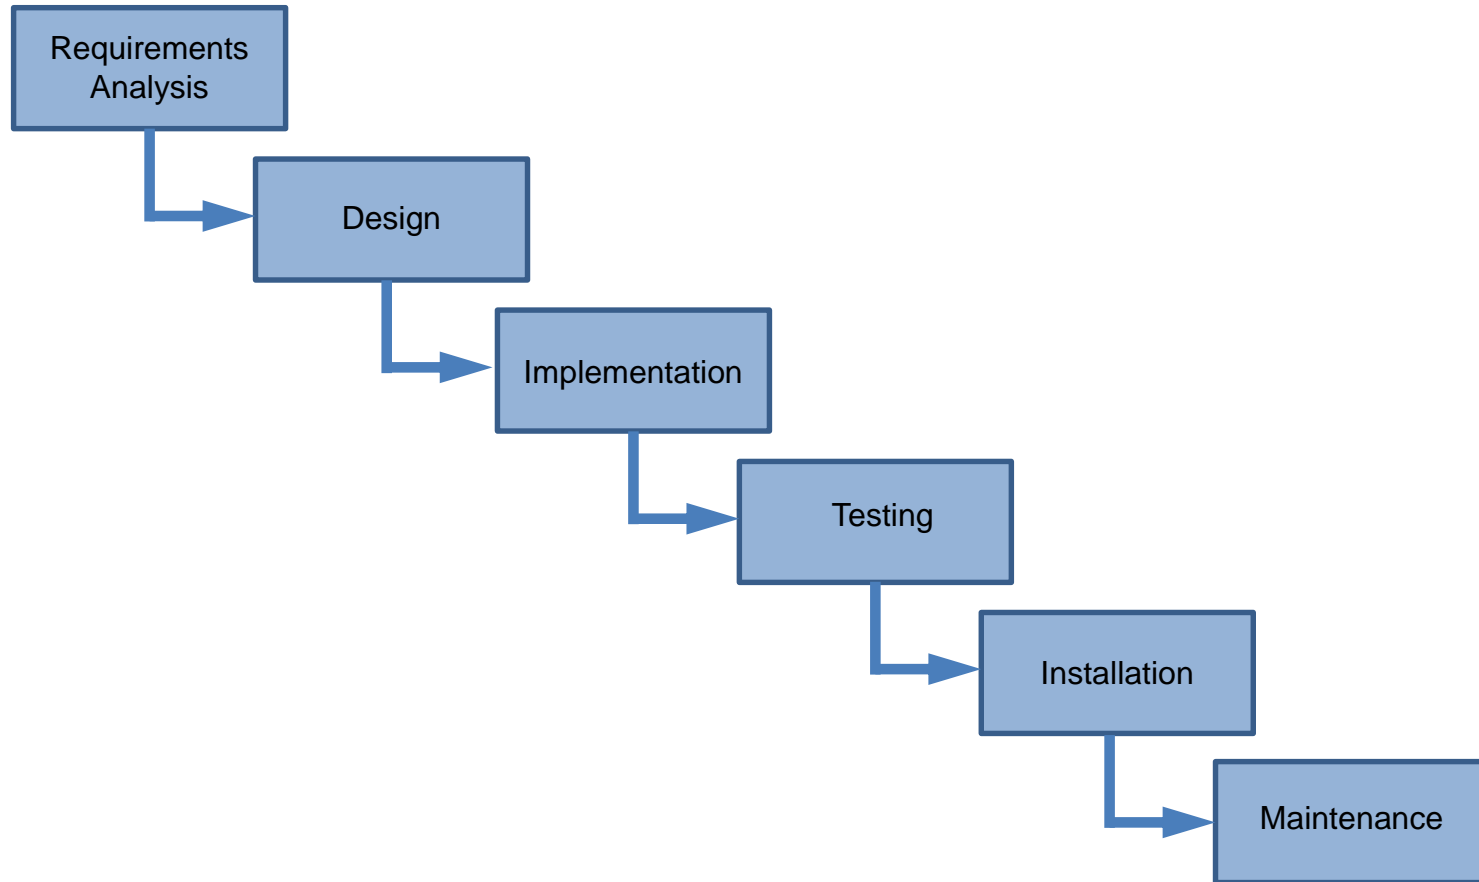 Requirements
Analysis
Design
Implementation
Testing
Installation
Maintenance